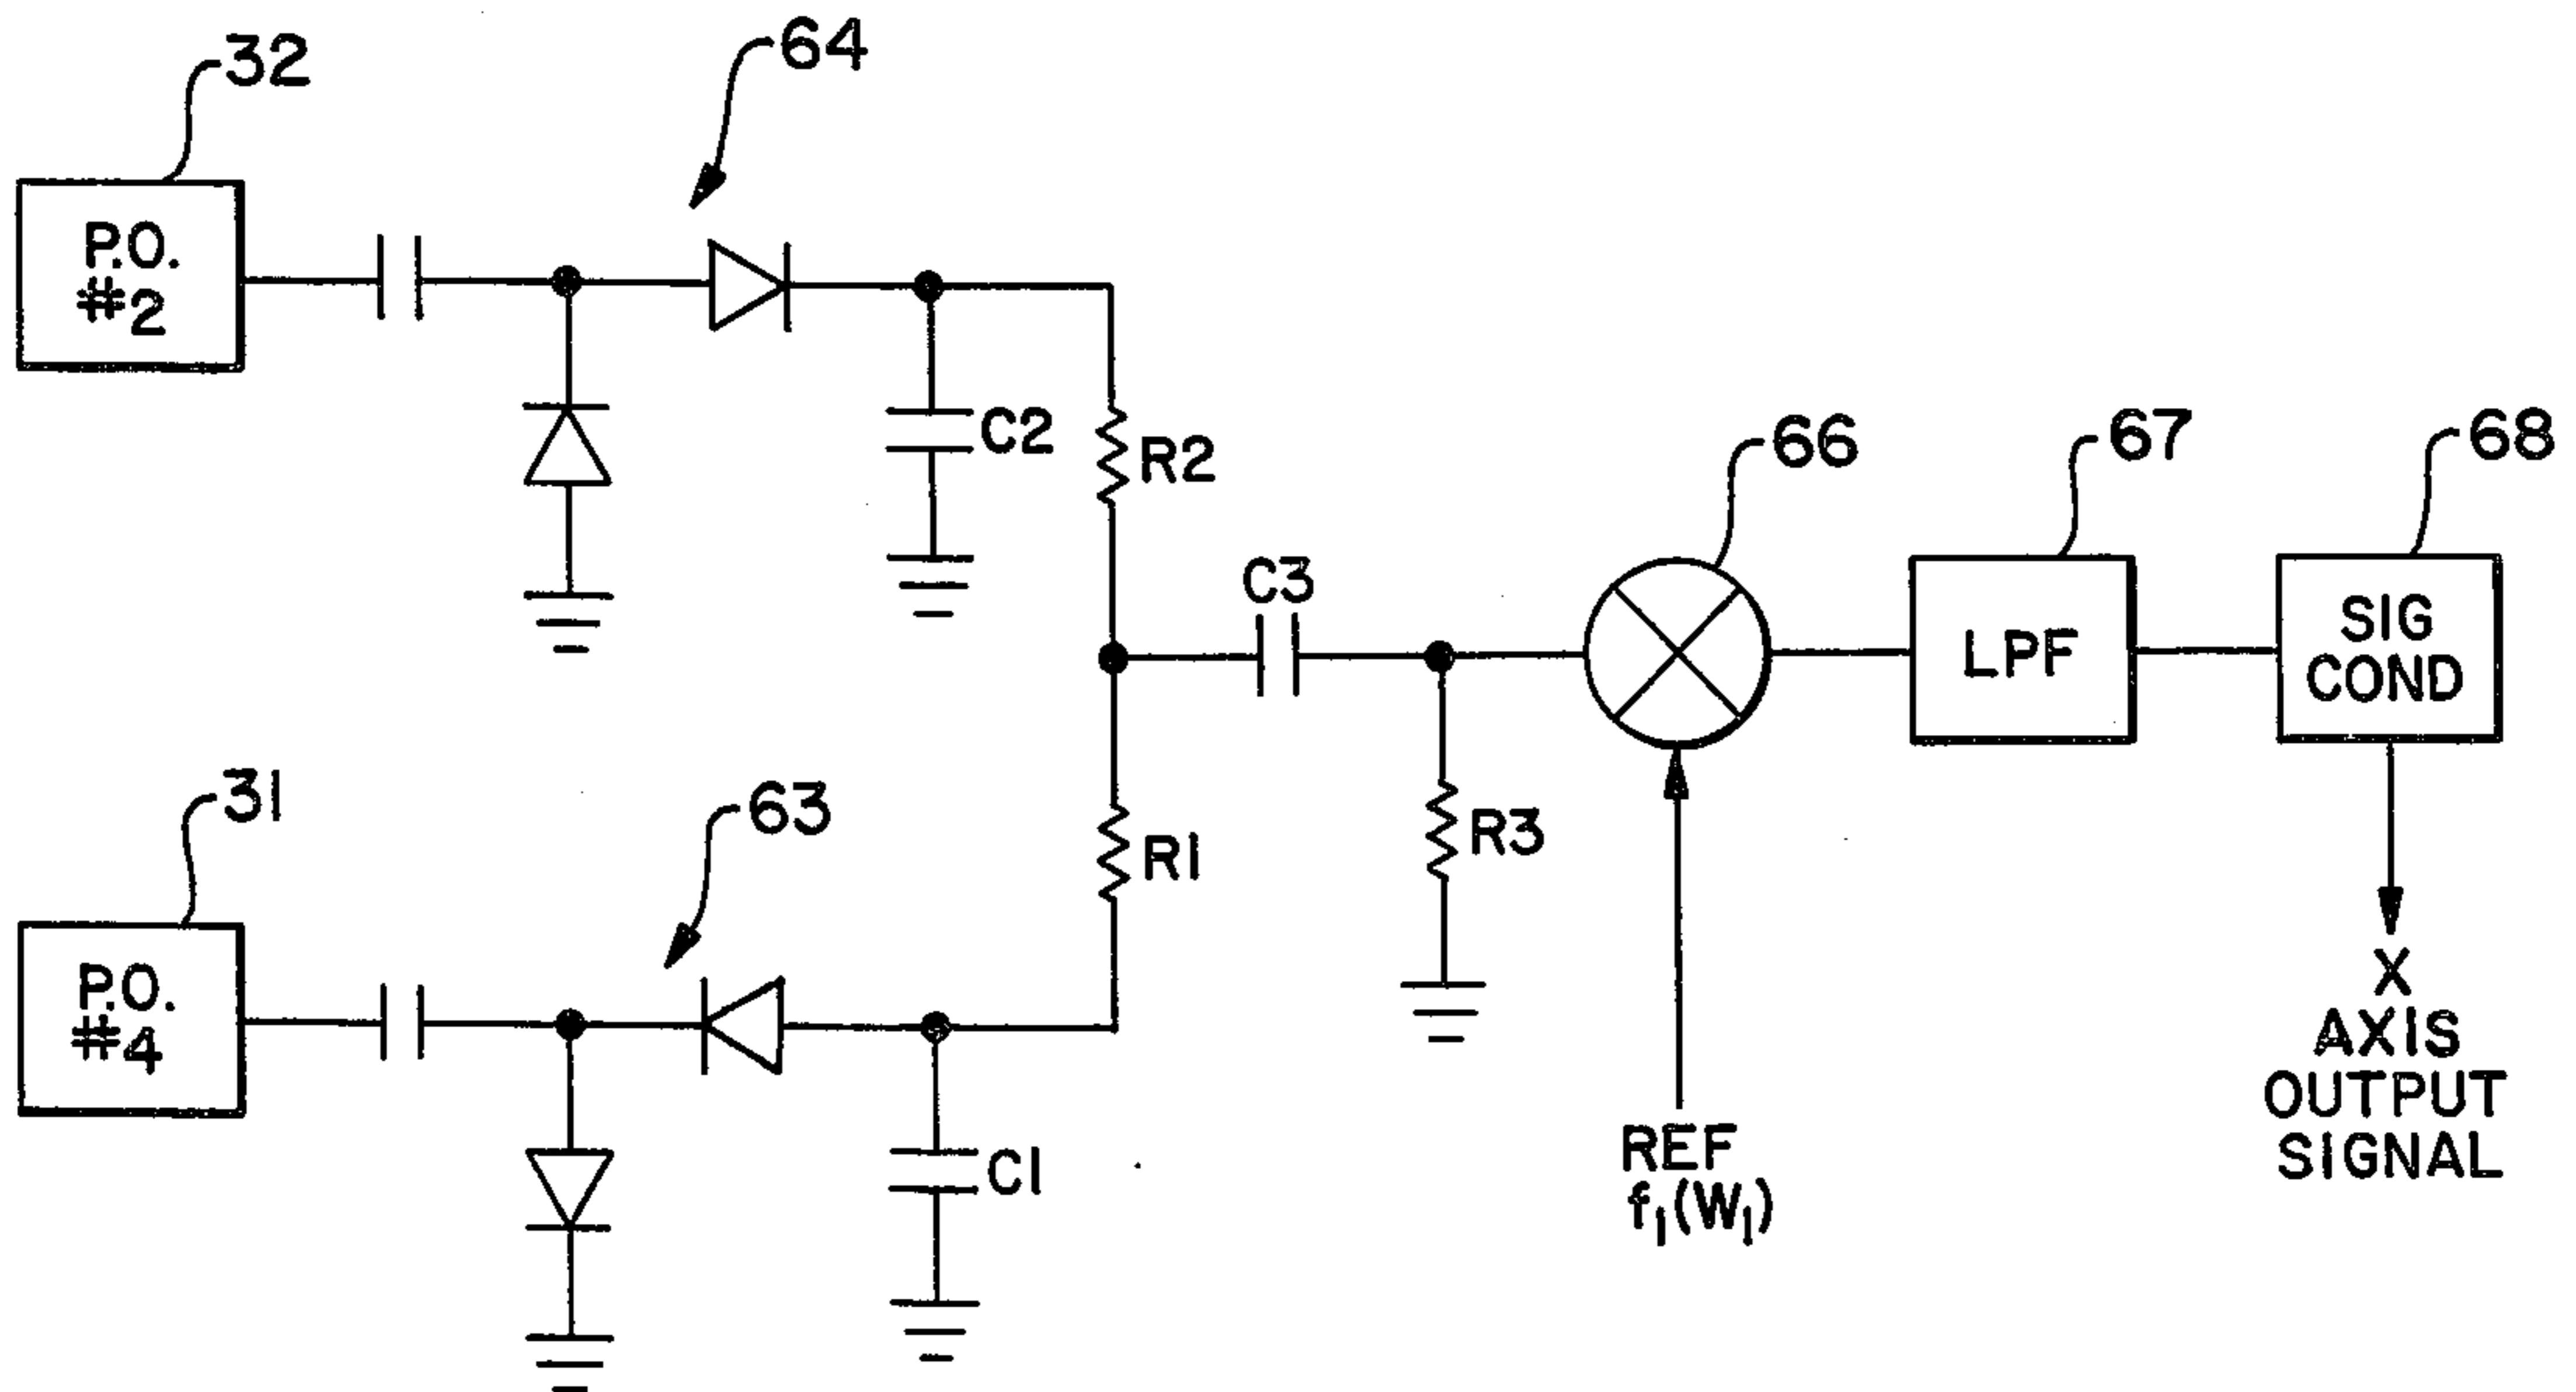 32
64
P.O.
#2
C2
R2
66
67
68
C3
LPF
SIG
COND
31
63
R1
R3
P.O.
#4
C1
X
AXIS
OUTPUT
SIGNAL
REF
f₁(W₁)